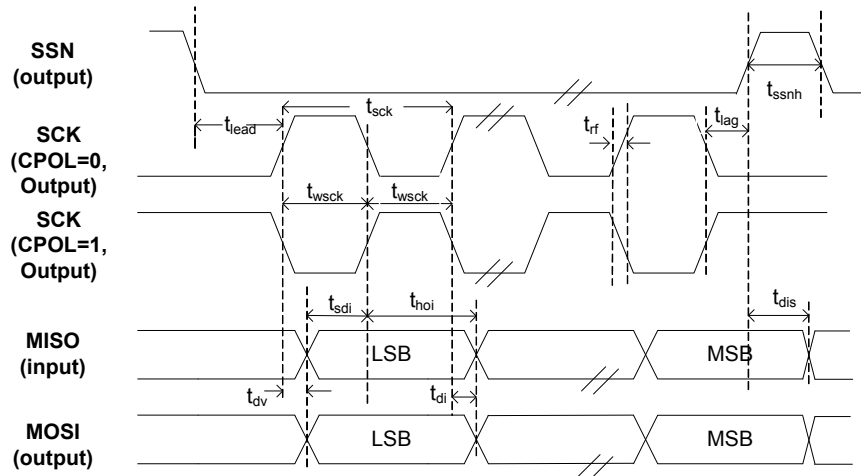 SSN
(output)
t_ssnh
t_sck
t_lead
t_rf
t_lag
SCK
(CPOL=0,
Output)
t_wsck
t_wsck
SCK
(CPOL=1,
Output)
t_sdi
t_hoi
t_dis
MISO
(input)
LSB
MSB
t_dv
t_di
MOSI
(output)
LSB
MSB